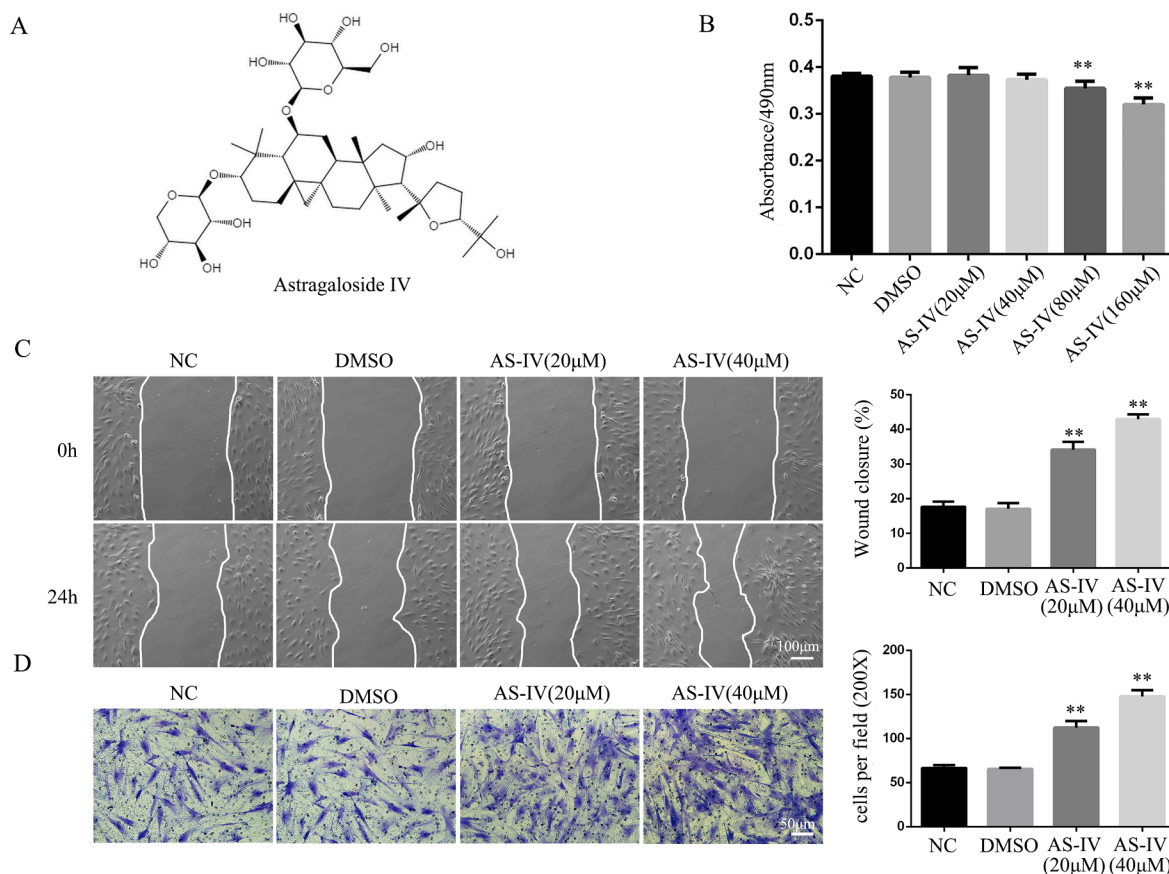 A
HO
OH
HO
OH
HO
O
O
OH
O
O
HO
OH
HO
OH
O
OH
Astragaloside IV
B
Absorbance/490nm
0.4
0.3
0.2
0.1
0.0
**
**
NC
DMSO
AS-IV(20μM)
AS-IV(40μM)
AS-IV(80μM)
AS-IV(160μM)
C
NC
DMSO
AS-IV(20μM)
AS-IV(40μM)
0h
24h
100μm
Wound closure (%)
50
40
30
20
10
0
**
**
NC
DMSO
AS-IV
(20μM)
AS-IV
(40μM)
D
NC
DMSO
AS-IV(20μM)
AS-IV(40μM)
50μm
cells per field (200X)
200
150
100
50
0
**
**
NC
DMSO
AS-IV
(20μM)
AS-IV
(40μM)